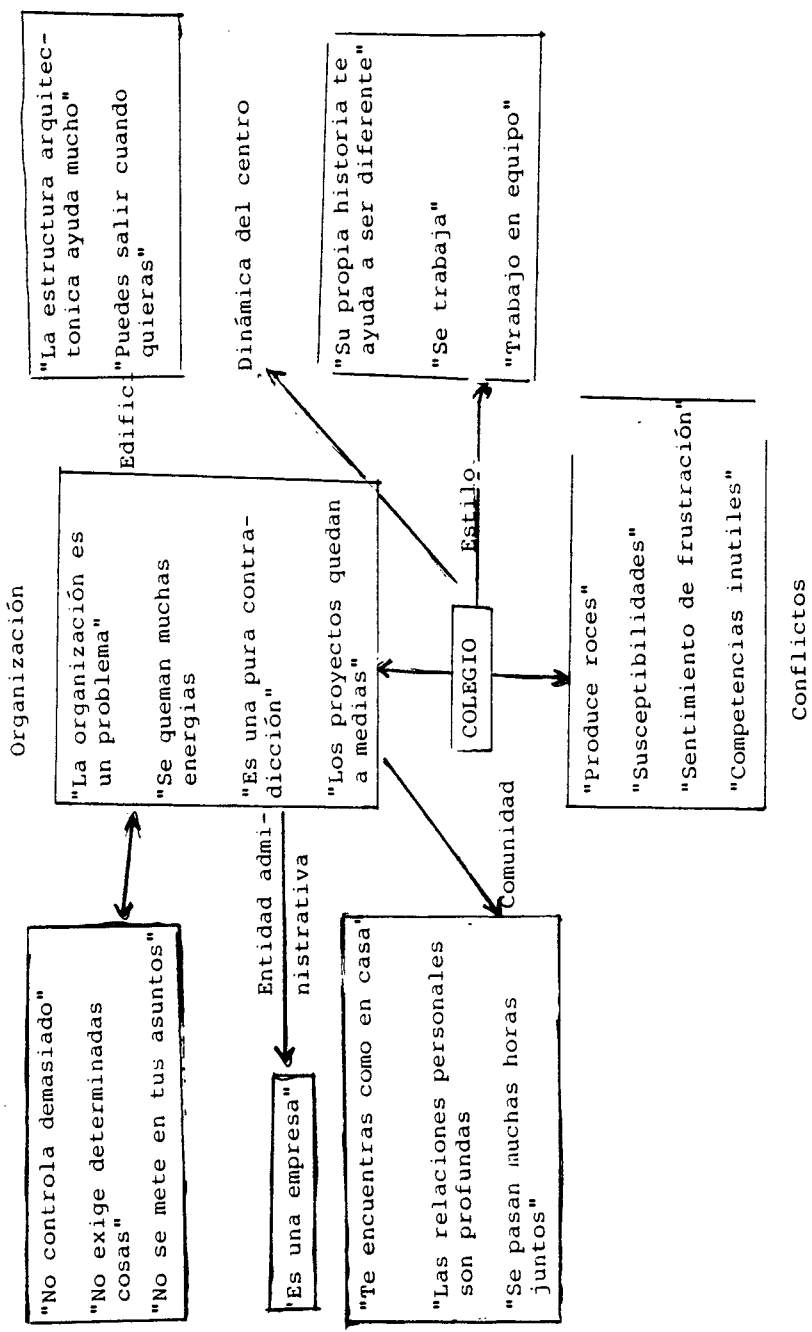 Organización
"No controla demasiado"
"No exige determinadas
cosas"
"No se mete en tus asuntos"
"La organización es
un problema"
"Se queman muchas
energias
"Es una pura contra-
dicción"
"Los proyectos quedan
a medias"
Edifici
"La estructura arquitec-
tonica ayuda mucho"
"Puedes salir cuando
quieras"
Entidad admi-
nistrativa
"Es una empresa"
Dinámica del centro
"Te encuentras como en casa"
"Las relaciones personales
son profundas
"Se pasan muchas horas
juntos"
Comunidad
COLEGIO
Estilo
"Su propia historia te
ayuda a ser diferente"
"Se trabaja"
"Trabajo en equipo"
"Produce roces"
"Susceptibilidades"
"Sentimiento de frustración"
"Competencias inutiles"
Conflictos